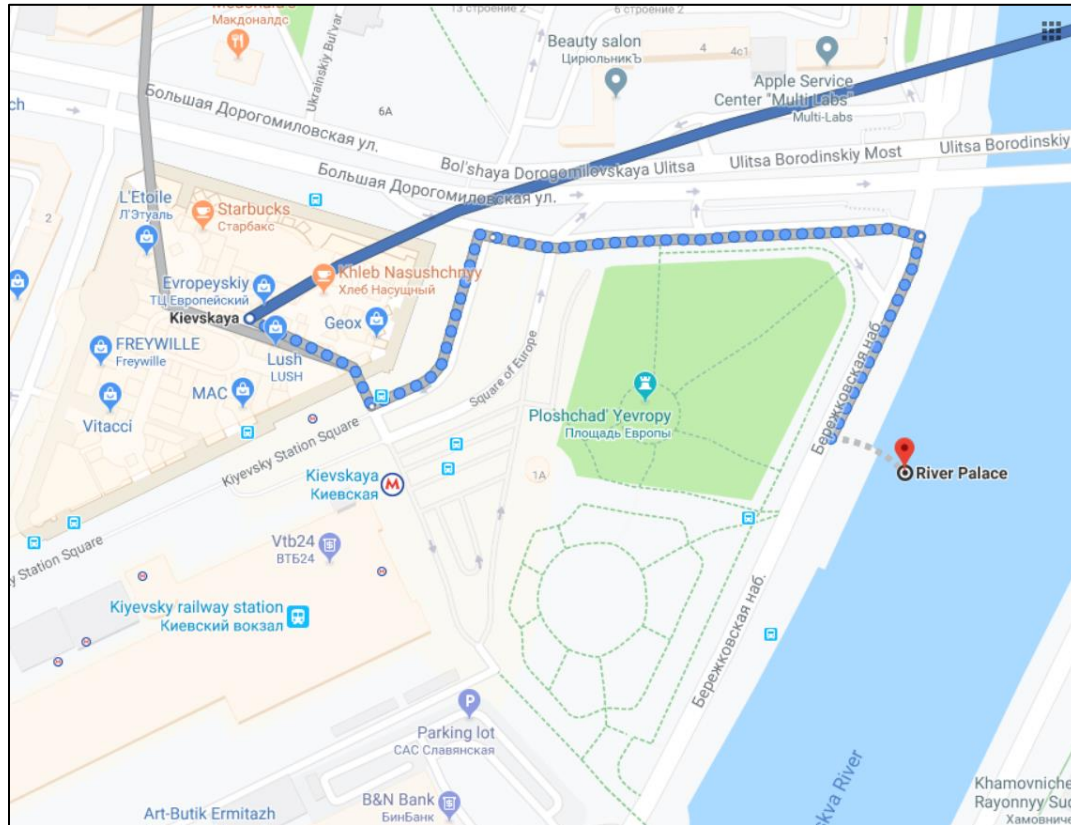 13 строение 2
6 строение 2
Макдоналдс
Ukrainskiy Bul'var
Beauty salon
ЦирюльникЪ
4
4с1
1
Apple Service
Center "Multi Labs"
Multi-Labs
6А
Большая Дорогомиловская ул.
Bol'shaya Dorogomilovskaya Ulitsa
Ulitsa Borodinskiy Most
Ulitsa Borodinskiy
Большая Дорогомиловская ул.
2
L'Etoile
Л'Этуаль
Starbucks
Старбакс
Evropeyskiy
ТЦ Европейский
Khleb Nasushchnyy
Хлеб Насущный
Kievskaya
Geox
Lush
LUSH
FREYWILLE
Freywille
MAC
Vitacci
Square of Europe
Ploshchad' Yevropy
Площадь Европы
Бережковская наб.
River Palace
Kiyevsky Station Square
Kievskaya
Киевская
1А
Station Square
Vtb24
ВТБ24
Kiyevsky railway station
Киевский вокзал
Бережковская наб.
Parking lot
САС Славянская
B&N Bank
БинБанк
Art-Butik Ermitazh
skva River
Khamovniche
Rayonnyy Sud
Хамовниче